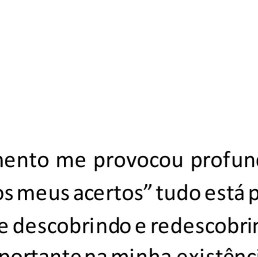 mento me provocou profun
os meus acertos” tudo está p
e descobrindo e redescobrin
portante na minha existênci